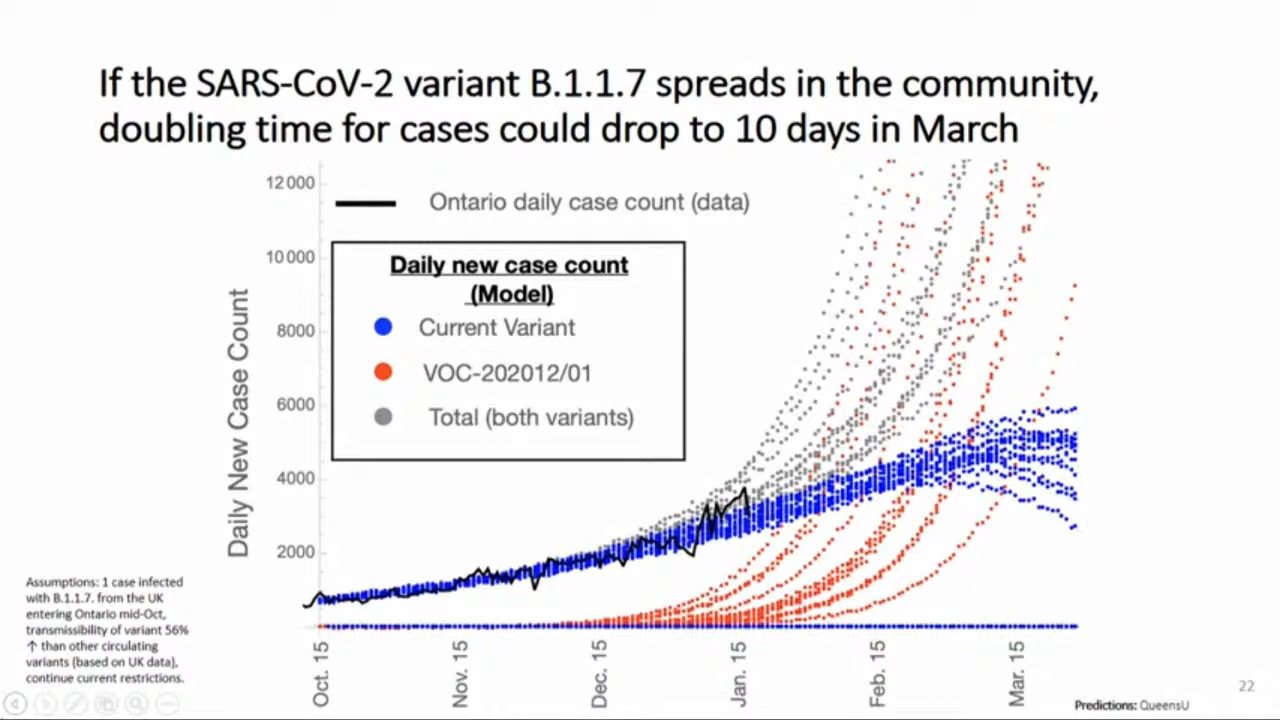 If the SARS-CoV-2 variant B.1.1.7 spreads in the community,
doubling time for cases could drop to 10 days in March
12000
10000
8000
6000
4000
2000
Daily New Case Count
Ontario daily case count (data)
Daily new case count
(Model)
Current Variant
VOC-202012/01
Total (both variants)
Oct. 15
Nov. 15
Dec. 15
Jan. 15
Feb. 15
Mar. 15
Assumptions: 1 case infected
with B.1.1.7. from the UK
entering Ontario mid-Oct,
transmissibility of variant 56%
↑ than other circulating
variants (based on UK data),
continue current restrictions.
22
Predictions: QueensU